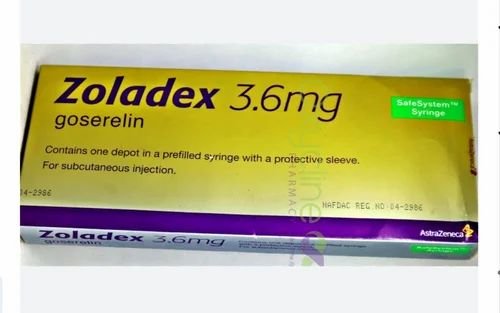 Zoladex 3.6mg
goserelin
SafeSystem™
Syringe
Contains one depot in a prefilled syringe with a protective sleeve.
For subcutaneous injection.
04-2986
NAFDAC REG.NO:04-2986
AstraZeneca
Zoladex 3.6mg
goserelin